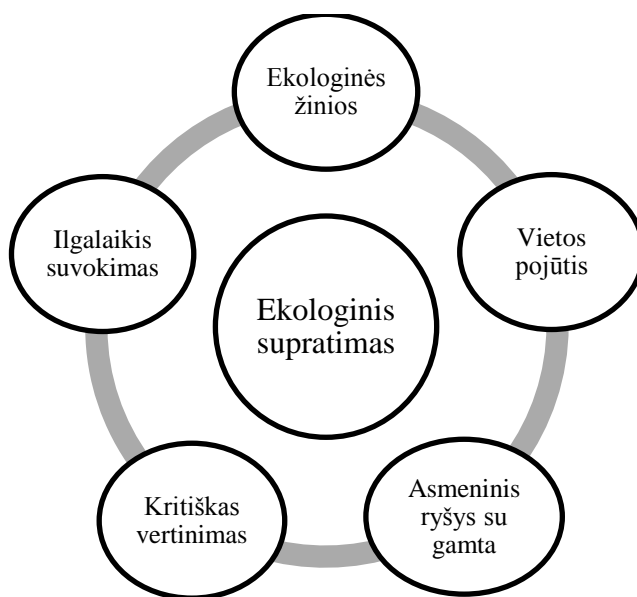 Ekologinės
žinios
Vietos
pojūtis
Asmeninis
ryšys su
gamta
Kritiškas
vertinimas
Ilgalaikis
suvokimas
Ekologinis
supratimas